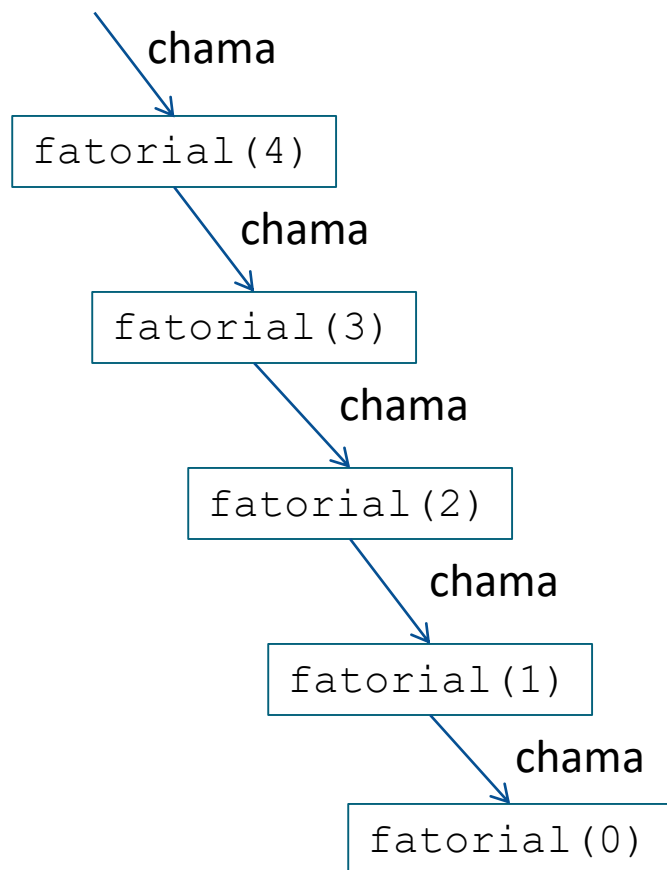 chama
fatorial(4)
chama
fatorial(3)
chama
fatorial(2)
chama
fatorial(1)
chama
fatorial(0)